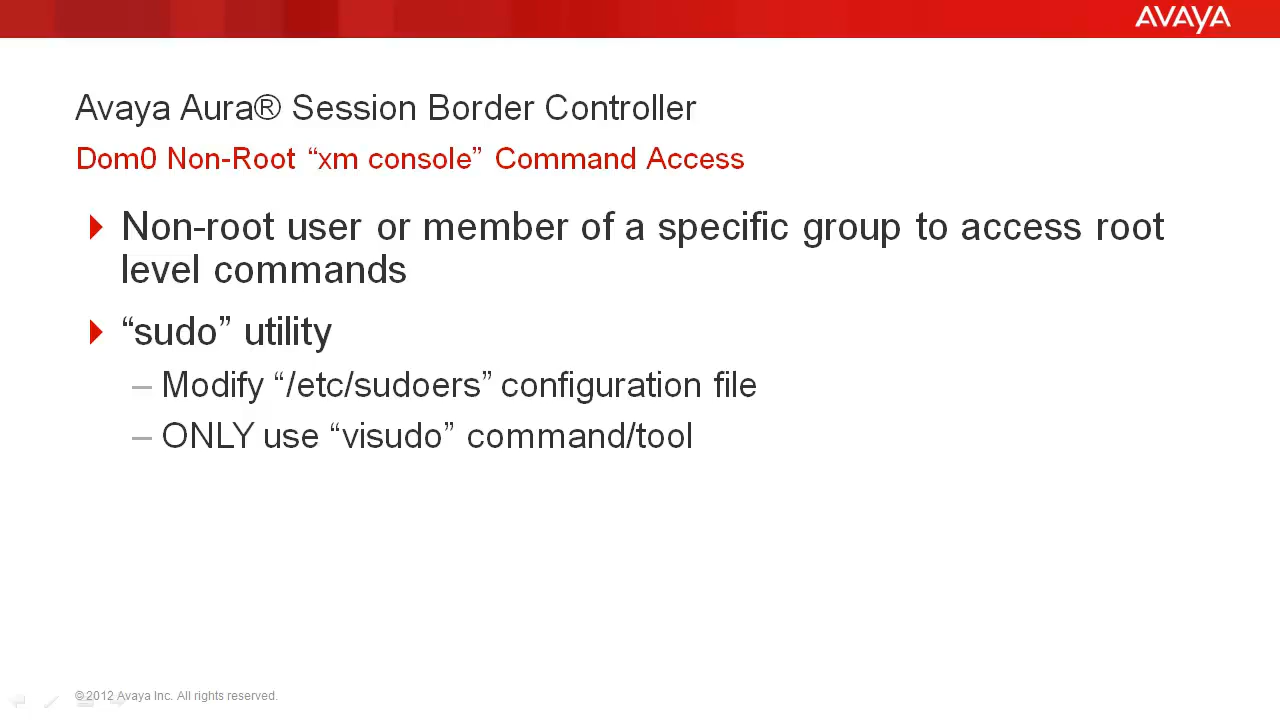 AVAYA
Avaya Aura® Session Border Controller
Dom0 Non-Root “xm console” Command Access
Non-root user or member of a specific group to access root
level commands
“sudo” utility
– Modify “/etc/sudoers” configuration file
– ONLY use “visudo” command/tool
©2012 Avaya Inc. All rights reserved.